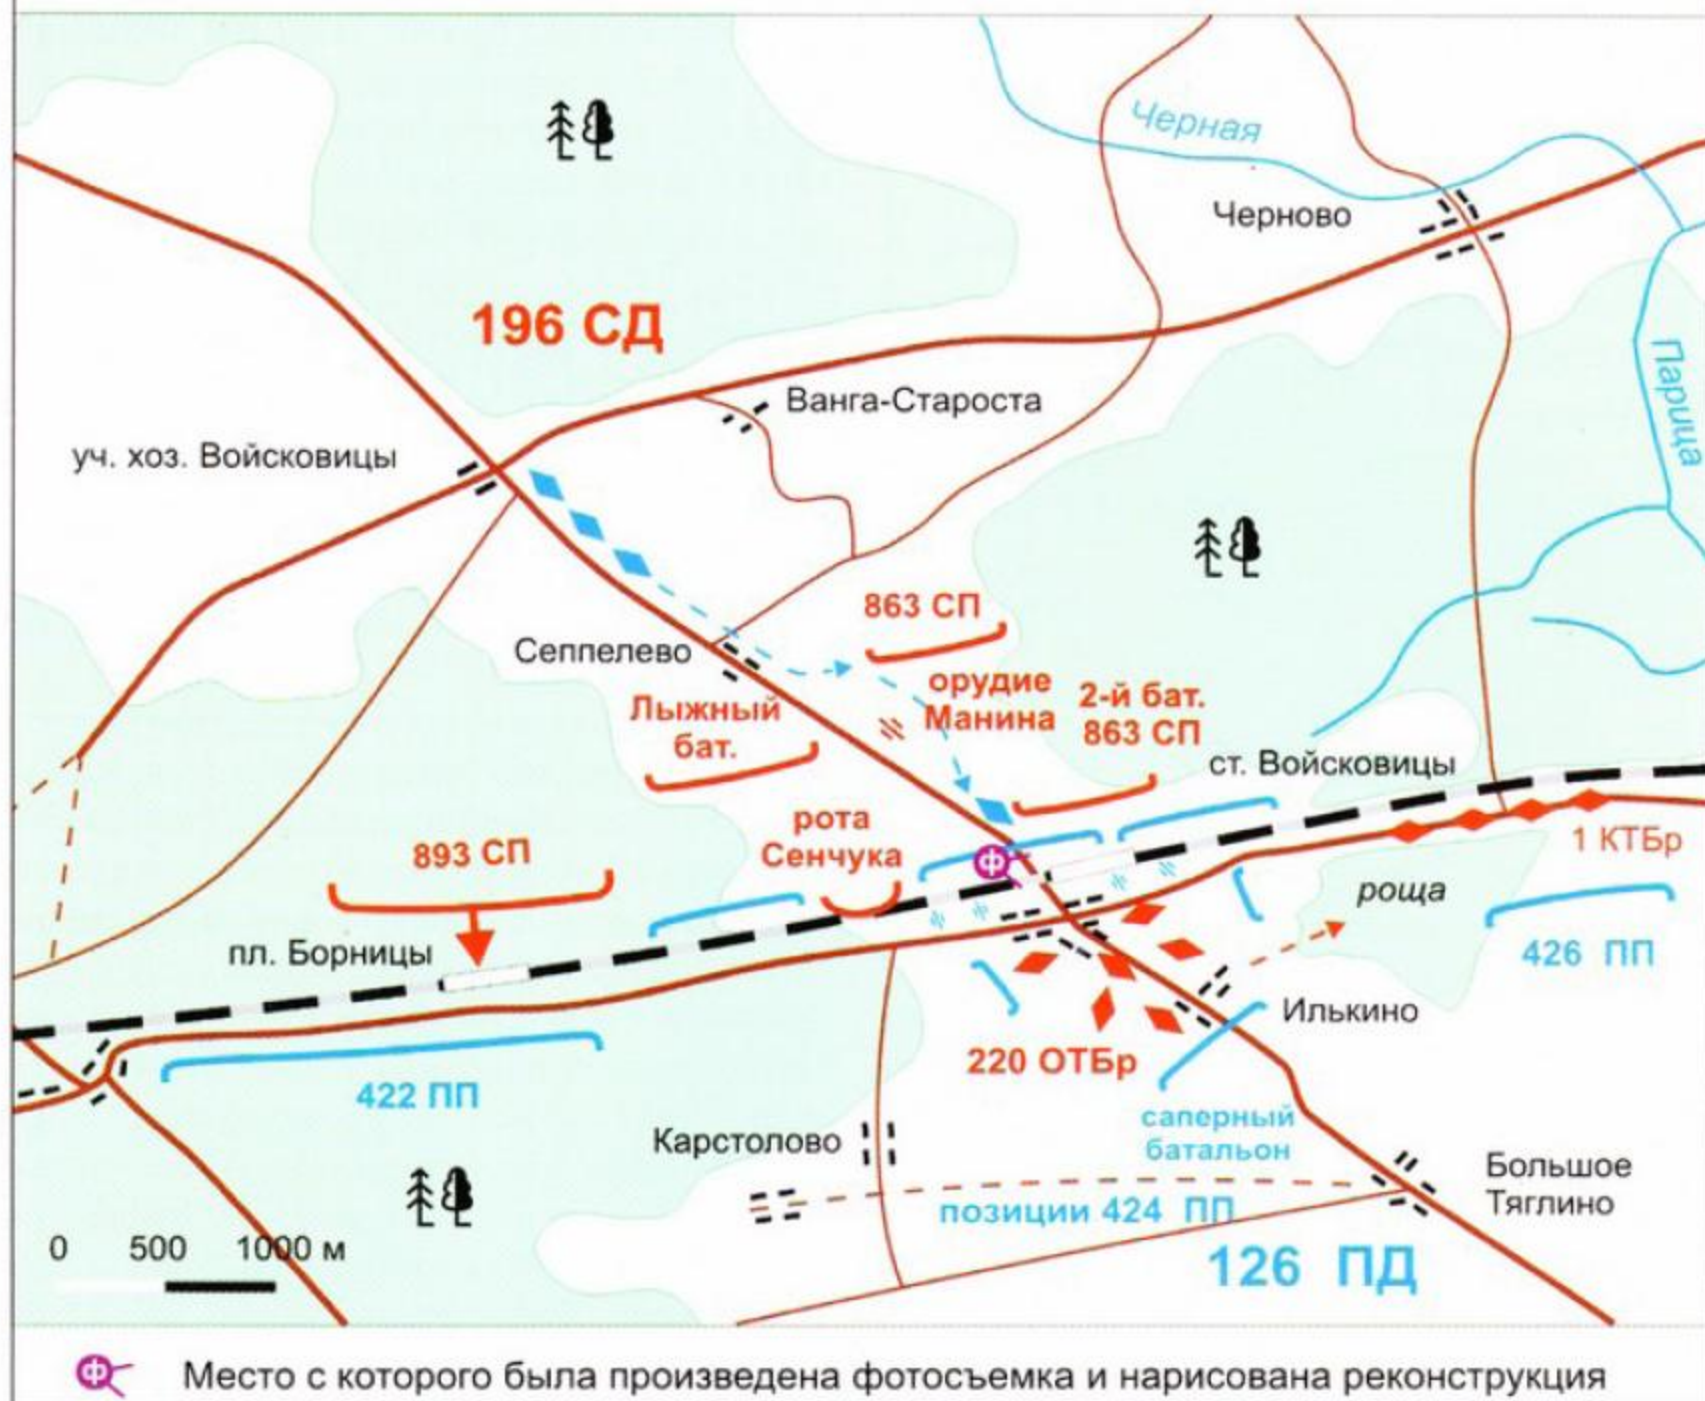 Черная
Черново
196 СД
Парица
Ванга-Староста
уч. хоз. Войсковицы
863 СП
Сеппелево
орудие
Манина
2-й бат.
863 СП
Лыжный
бат.
ст. Войсковицы
рота
Сенчука
893 СП
1 КТБр
роща
пл. Борницы
426 ПП
Илькино
220 ОТБр
422 ПП
саперный
батальон
Карстолово
Большое
Тяглино
позиции 424 ПП
126 ПД
0 500 1000 м
ф
ф Место с которого была произведена фотосъемка и нарисована реконструкция